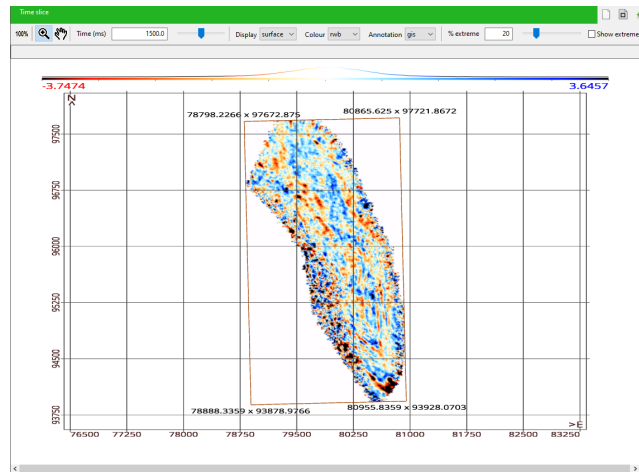 Time slice
100% Time (ms) 1500.0 Display surface Colour rwb Annotation gis % extreme 20 Show extreme
-3.7474 3.6457
N
78798.2266 x 97672.875 80865.625 x 97721.8672
97500
96750
96000
95250
94500
93750
78888.3359 x 93878.9766 80955.8359 x 93928.0703
>E
76500 77250 78000 78750 79500 80250 81000 81750 82500 83250